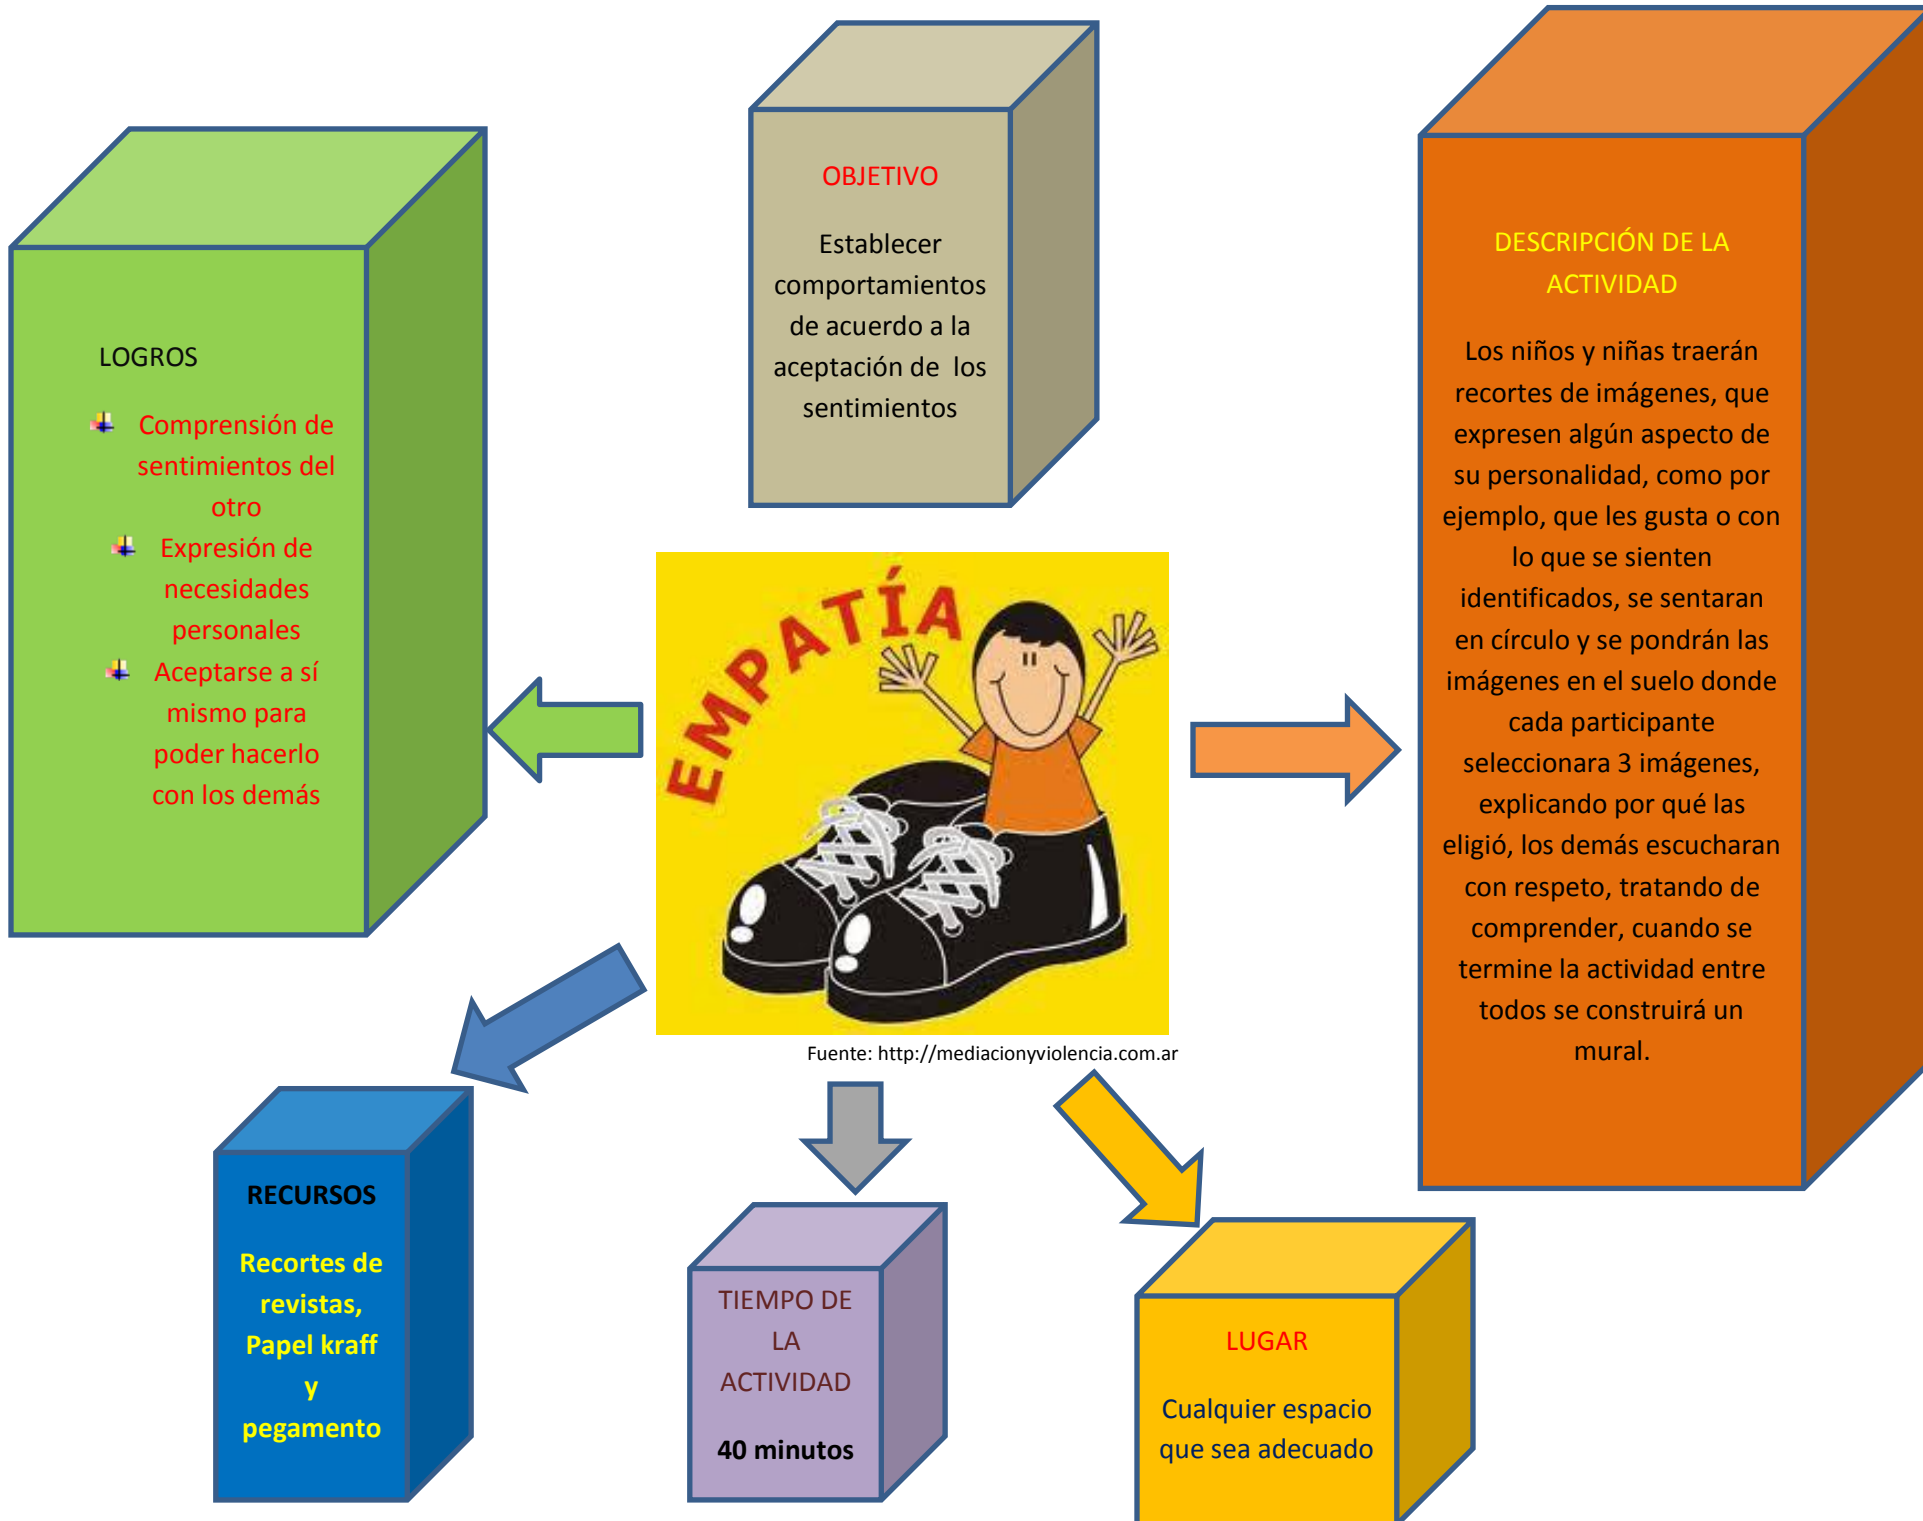 OBJETIVO
Establecer
comportamientos
de acuerdo a la
aceptación de  los
sentimientos
LOGROS
Comprensión de
sentimientos del
otro
Expresión de
necesidades
personales
Aceptarse a sí
mismo para
poder hacerlo
con los demás
DESCRIPCIÓN DE LA
ACTIVIDAD
Los niños y niñas traerán
recortes de imágenes, que
expresen algún aspecto de
su personalidad, como por
ejemplo, que les gusta o con
lo que se sienten
identificados, se sentaran
en círculo y se pondrán las
imágenes en el suelo donde
cada participante
seleccionara 3 imágenes,
explicando por qué las
eligió, los demás escucharan
con respeto, tratando de
comprender, cuando se
termine la actividad entre
todos se construirá un
mural.
EMPATÍA
Fuente: http://mediacionyviolencia.com.ar
RECURSOS
Recortes de
revistas,
Papel kraff
y
pegamento
TIEMPO DE
LA
ACTIVIDAD
40 minutos
LUGAR
Cualquier espacio
que sea adecuado